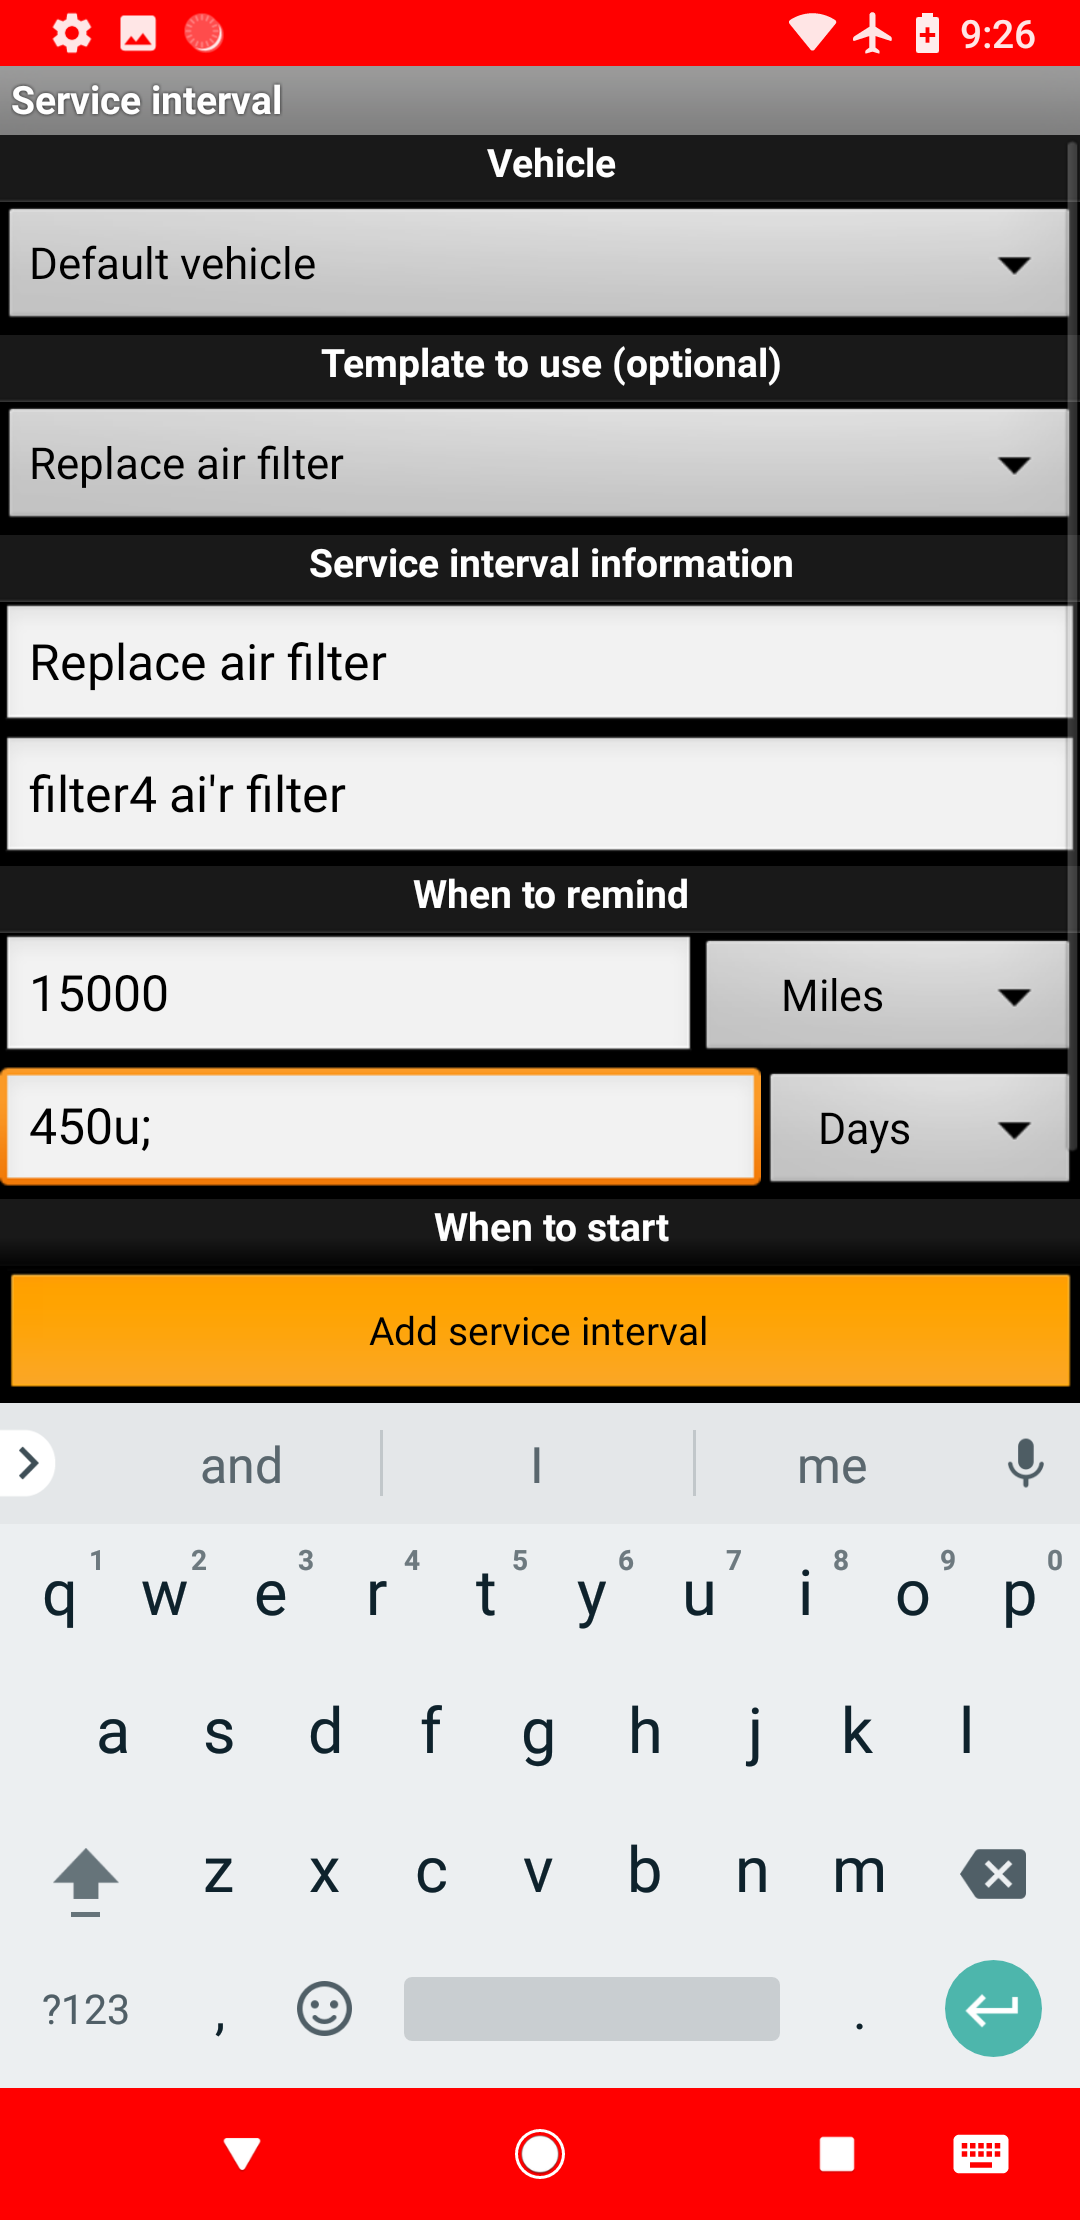 9:26
Service interval
Vehicle
Default vehicle
Template to use (optional)
Replace air filter
Service interval information
Replace air filter
filter4 ai'r filter
When to remind
15000 Miles
450u; Days
When to start
Add service interval
and I me
1 2 3 4 5 6 7 8 9 0
q w e r t y u i o p
a s d f g h j k l
z x c v b n m
?123 , .